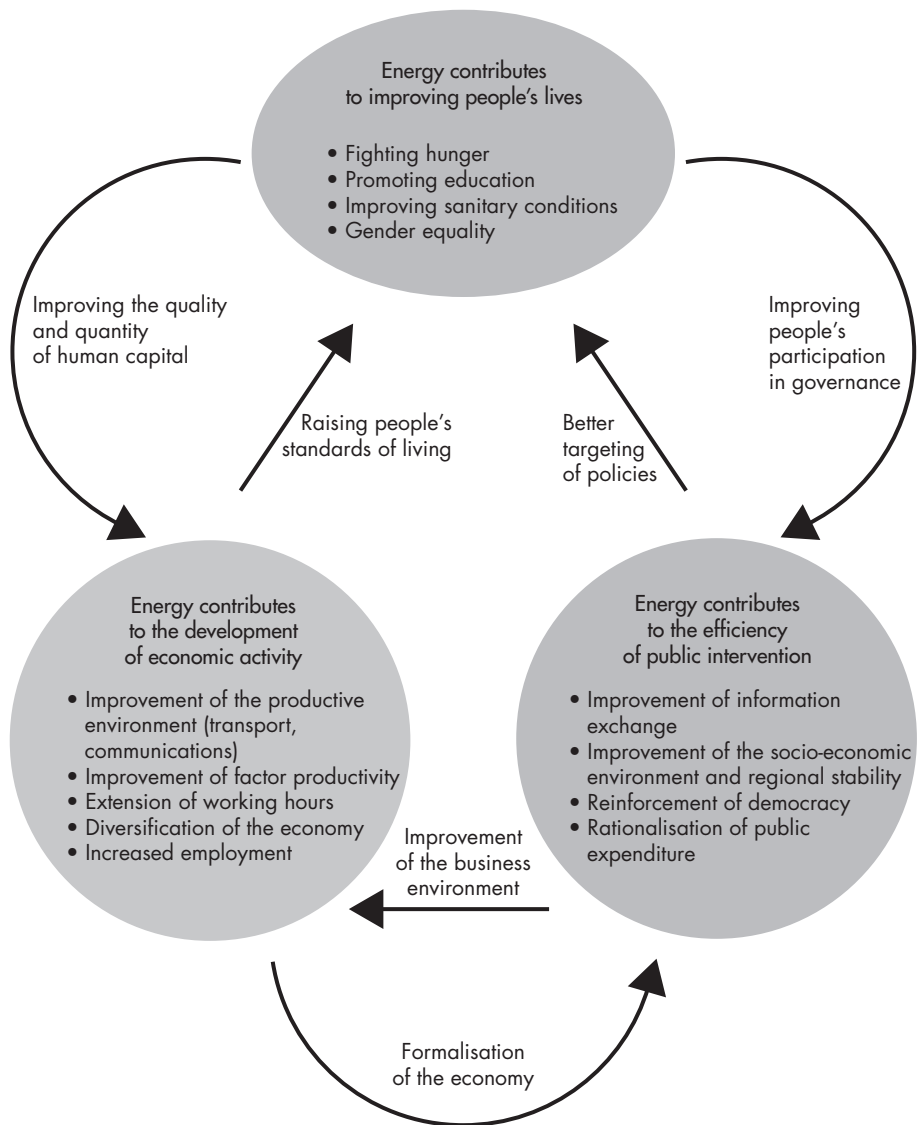 Energy contributes
to improving people's lives
• Fighting hunger
• Promoting education
• Improving sanitary conditions
• Gender equality
Improving the quality
and quantity
of human capital
Improving
people's
participation
in governance
Raising people's
standards of living
Better
targeting
of policies
Energy contributes
to the development
of economic activity
• Improvement of the productive
environment (transport,
communications)
• Improvement of factor productivity
• Extension of working hours
• Diversification of the economy
• Increased employment
Energy contributes
to the efficiency
of public intervention
• Improvement of information
exchange
• Improvement of the socio-economic
environment and regional stability
• Reinforcement of democracy
• Rationalisation of public
expenditure
Improvement
of the business
environment
Formalisation
of the economy